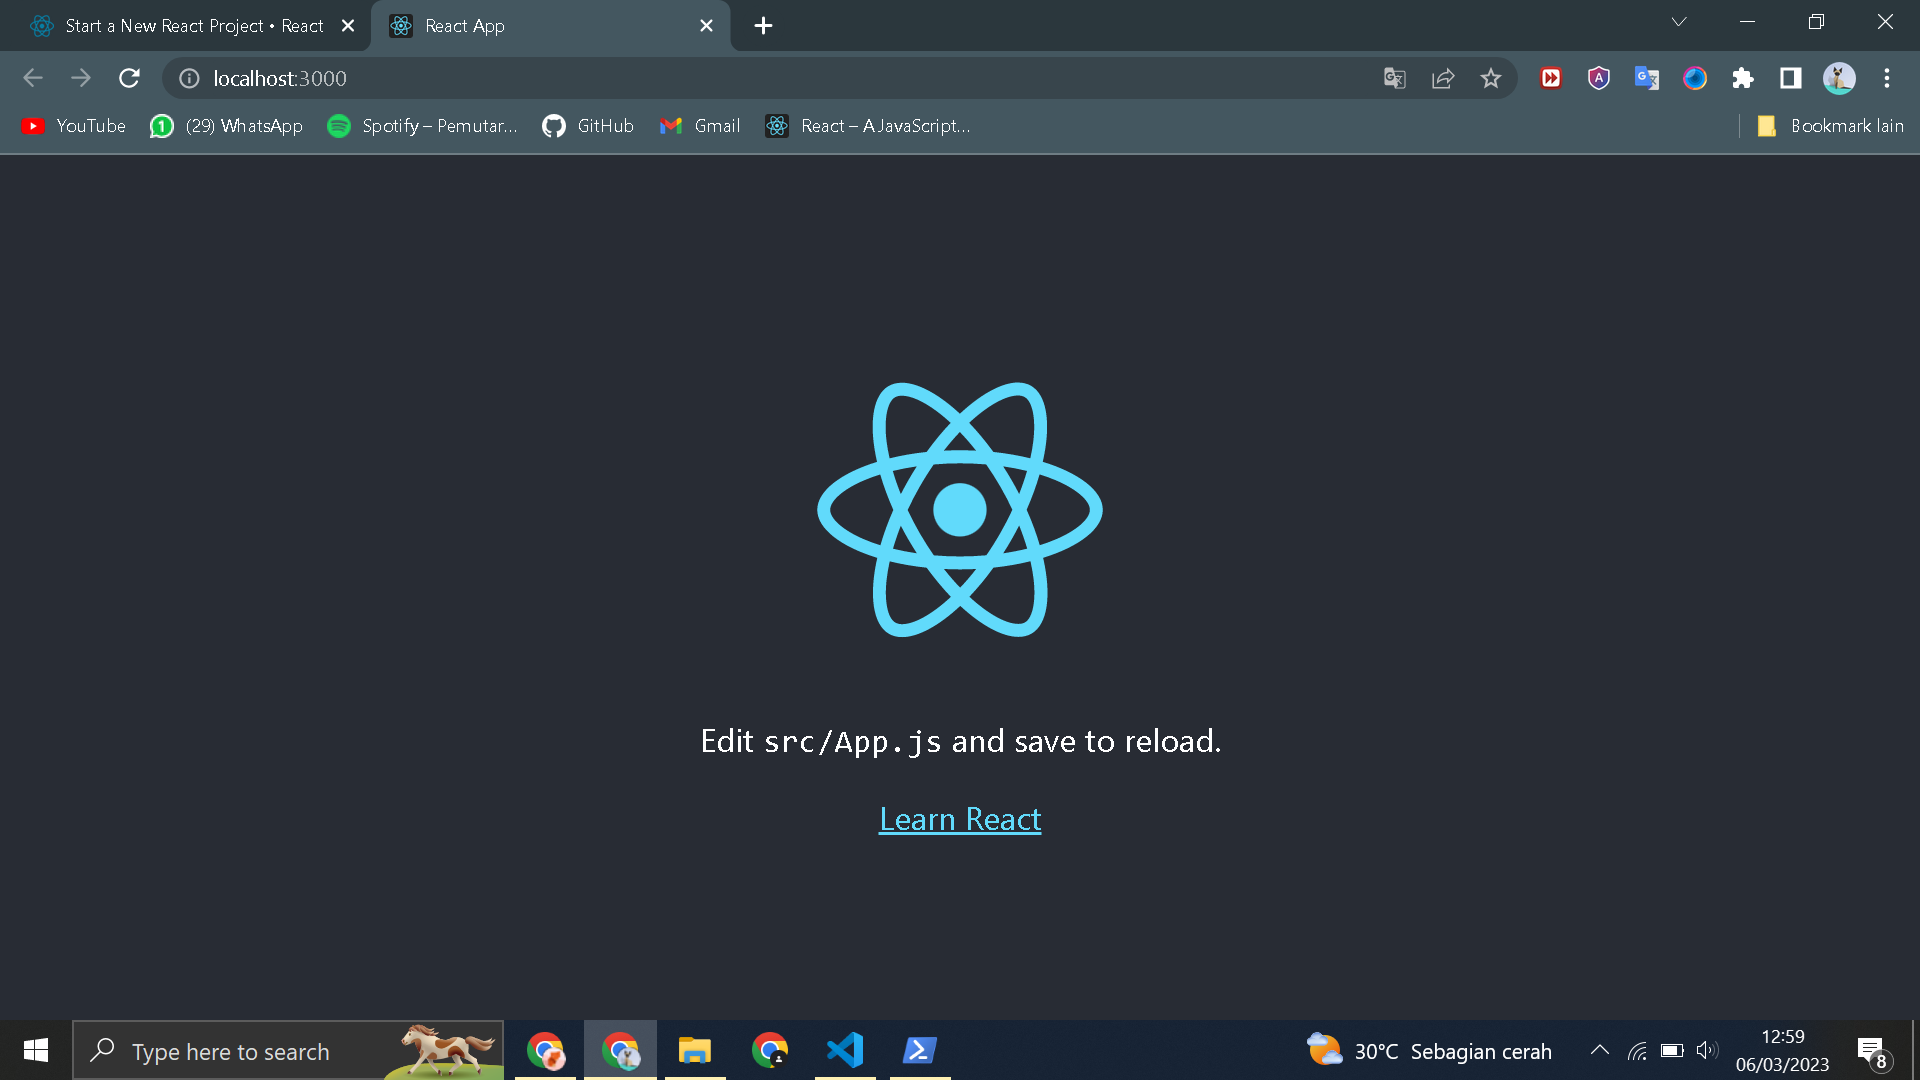 Start a New React Project • React
React App
localhost:3000
YouTube
(29) WhatsApp
Spotify – Pemutar...
GitHub
Gmail
React – A JavaScript...
Bookmark lain
Edit src/App.js and save to reload.
Learn React
Type here to search
30°C Sebagian cerah
12:59
06/03/2023
8